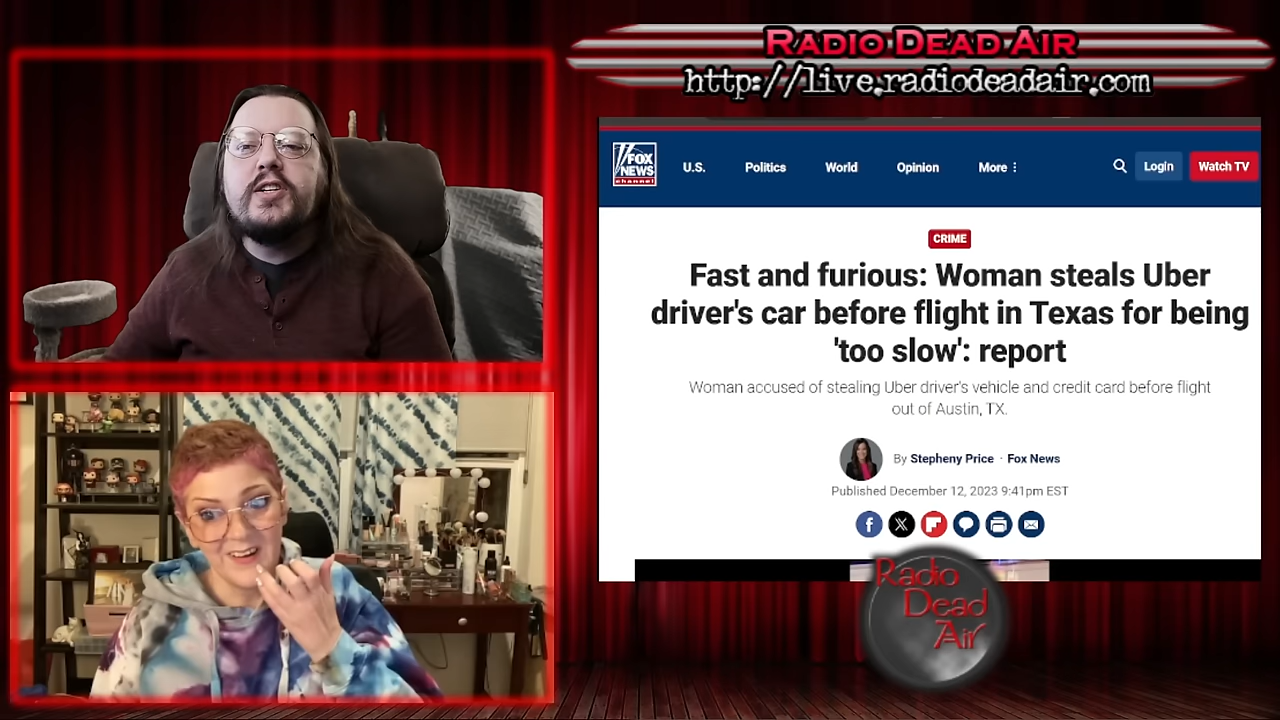 Radio Dead Air
http://live.radiodeadair.com
FOX
NEWS
channel
U.S.
Politics
World
Opinion
More
Login
Watch TV
CRIME
Fast and furious: Woman steals Uber
driver's car before flight in Texas for being
'too slow': report
Woman accused of stealing Uber driver's vehicle and credit card before flight
out of Austin, TX.
By Stepheny Price · Fox News
Published December 12, 2023 9:41pm EST
Radio
Dead
Air